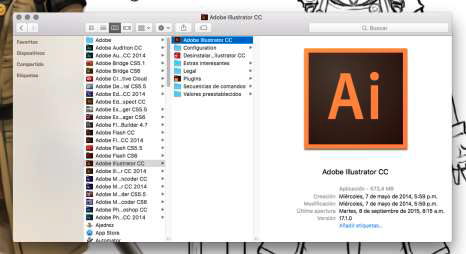 Adobe Illustrator CC
Buscar
Favoritos
Dispositivos
Compartido
Etiquetas
Adobe
Adobe Audition CC
Adobe Au...CC 2014
Adobe Bridge CS5.1
Adobe Bridge CS6
Adobe Cr...tive Cloud
Adobe De...ial CS5.5
Adobe Ed...CC 2014
Adobe Ed...spect CC
Adobe Ex...ger CS5.5
Adobe Ex...ager CS6
Adobe Fl...Builder 4.7
Adobe Flash CC
Adobe Fl...CC 2014
Adobe Flash CS5.5
Adobe Flash CS6
Adobe Illustrator CC
Adobe Ill...r CC 2014
Adobe M...ncoder CC
Adobe M...r CC 2014
Adobe M...der CS5.5
Adobe M...coder CS6
Adobe Ph...oshop CC
Adobe Ph...CC 2014
Ajedrez
App Store
Automator
Adobe Illustrator CC
Configuration
Desinstalar...llustrator CC
Extras interesantes
Legal
Plugins
Secuencias de comandos
Valores preestablecidos
Ai
Adobe Illustrator CC
Aplicación - 573,4 MB
Creación Miércoles, 7 de mayo de 2014, 5:59 p.m.
Modificación Miércoles, 7 de mayo de 2014, 5:59 p.m.
Última apertura Martes, 8 de septiembre de 2015, 8:15 a.m.
Versión 17.1.0
Añadir etiquetas...